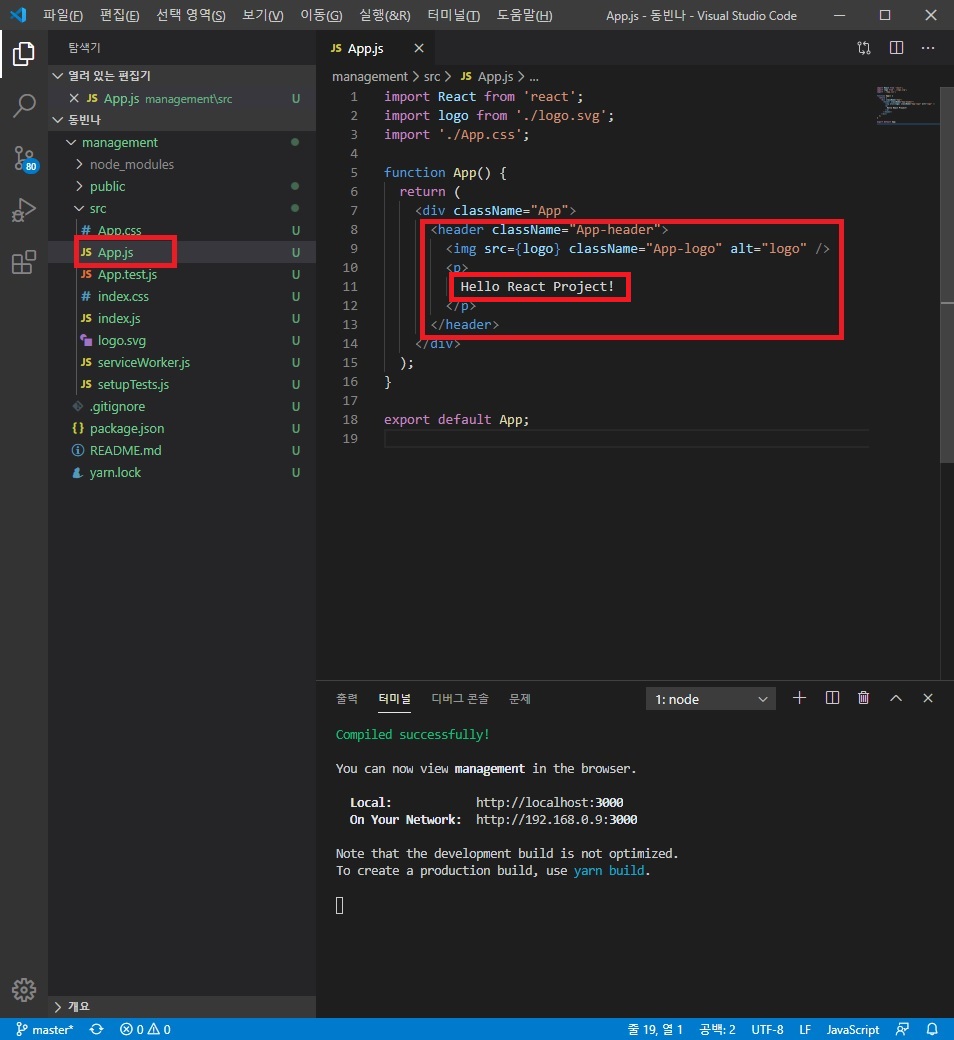 파일(F) 편집(E) 선택 영역(S) 보기(V) 이동(G) 실행(&R) 터미널(T) 도움말(H) App.js - 동빈나 - Visual Studio Code
탐색기
열려 있는 편집기
JS App.js management\src U
동빈나
management
node_modules
public
src
# App.css U
JS App.js U
JS App.test.js U
# index.css U
JS index.js U
logo.svg U
JS serviceWorker.js U
JS setupTests.js U
.gitignore U
{} package.json U
README.md U
yarn.lock U
개요
80
JS App.js
management > src > JS App.js > ...
1 import React from 'react';
2 import logo from './logo.svg';
3 import './App.css';
4
5 function App() {
6 return (
7 <div className="App">
8 <header className="App-header">
9 <img src={logo} className="App-logo" alt="logo" />
10 <p>
11 Hello React Project!
12 </p>
13 </header>
14 </div>
15 );
16 }
17
18 export default App;
19
출력 터미널 디버그 콘솔 문제 1: node
Compiled successfully!
You can now view management in the browser.
Local: http://localhost:3000
On Your Network: http://192.168.0.9:3000
Note that the development build is not optimized.
To create a production build, use yarn build.
master* 0 0 줄 19, 열 1 공백: 2 UTF-8 LF JavaScript